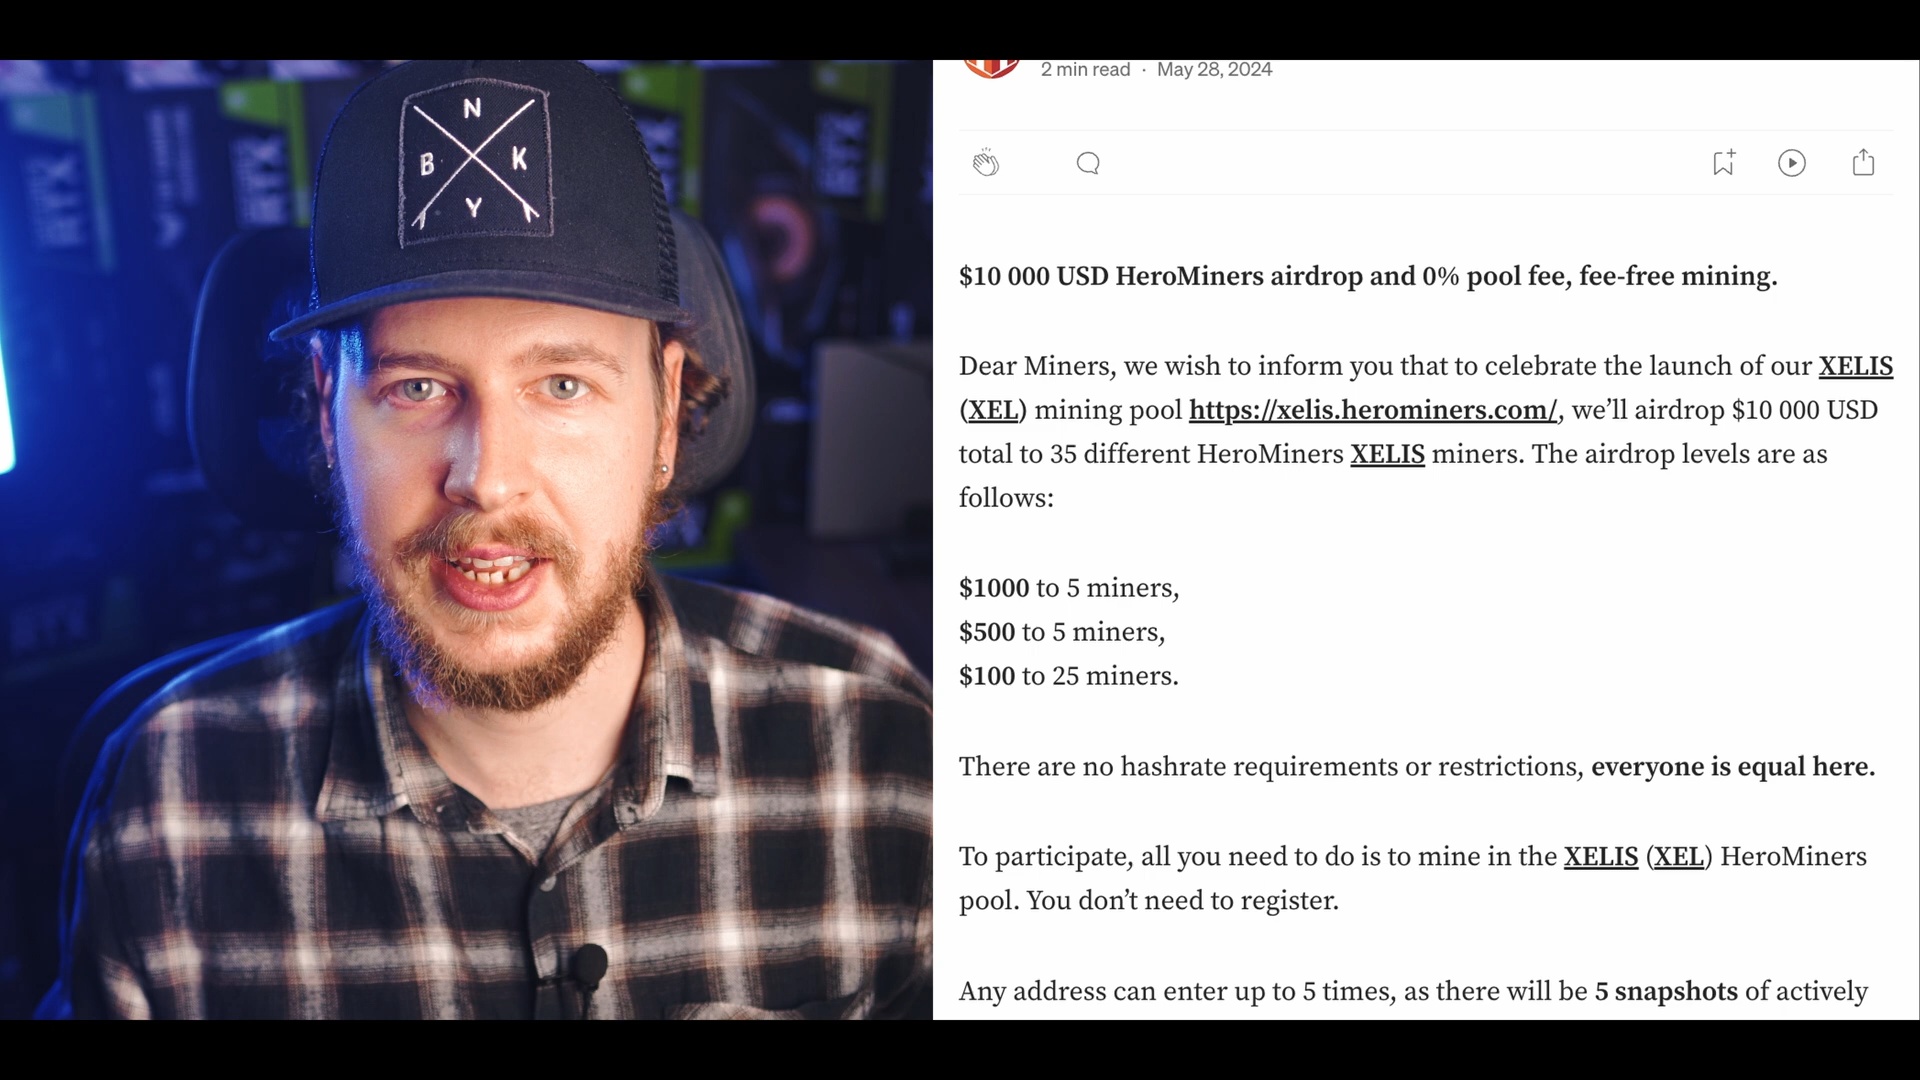 N
B K
Y
RTX
RTX
RTX
2 min read · May 28, 2024
$10 000 USD HeroMiners airdrop and 0% pool fee, fee-free mining.
Dear Miners, we wish to inform you that to celebrate the launch of our XELIS
(XEL) mining pool https://xelis.herominers.com/, we’ll airdrop $10 000 USD
total to 35 different HeroMiners XELIS miners. The airdrop levels are as
follows:
$1000 to 5 miners,
$500 to 5 miners,
$100 to 25 miners.
There are no hashrate requirements or restrictions, everyone is equal here.
To participate, all you need to do is to mine in the XELIS (XEL) HeroMiners
pool. You don’t need to register.
Any address can enter up to 5 times, as there will be 5 snapshots of actively